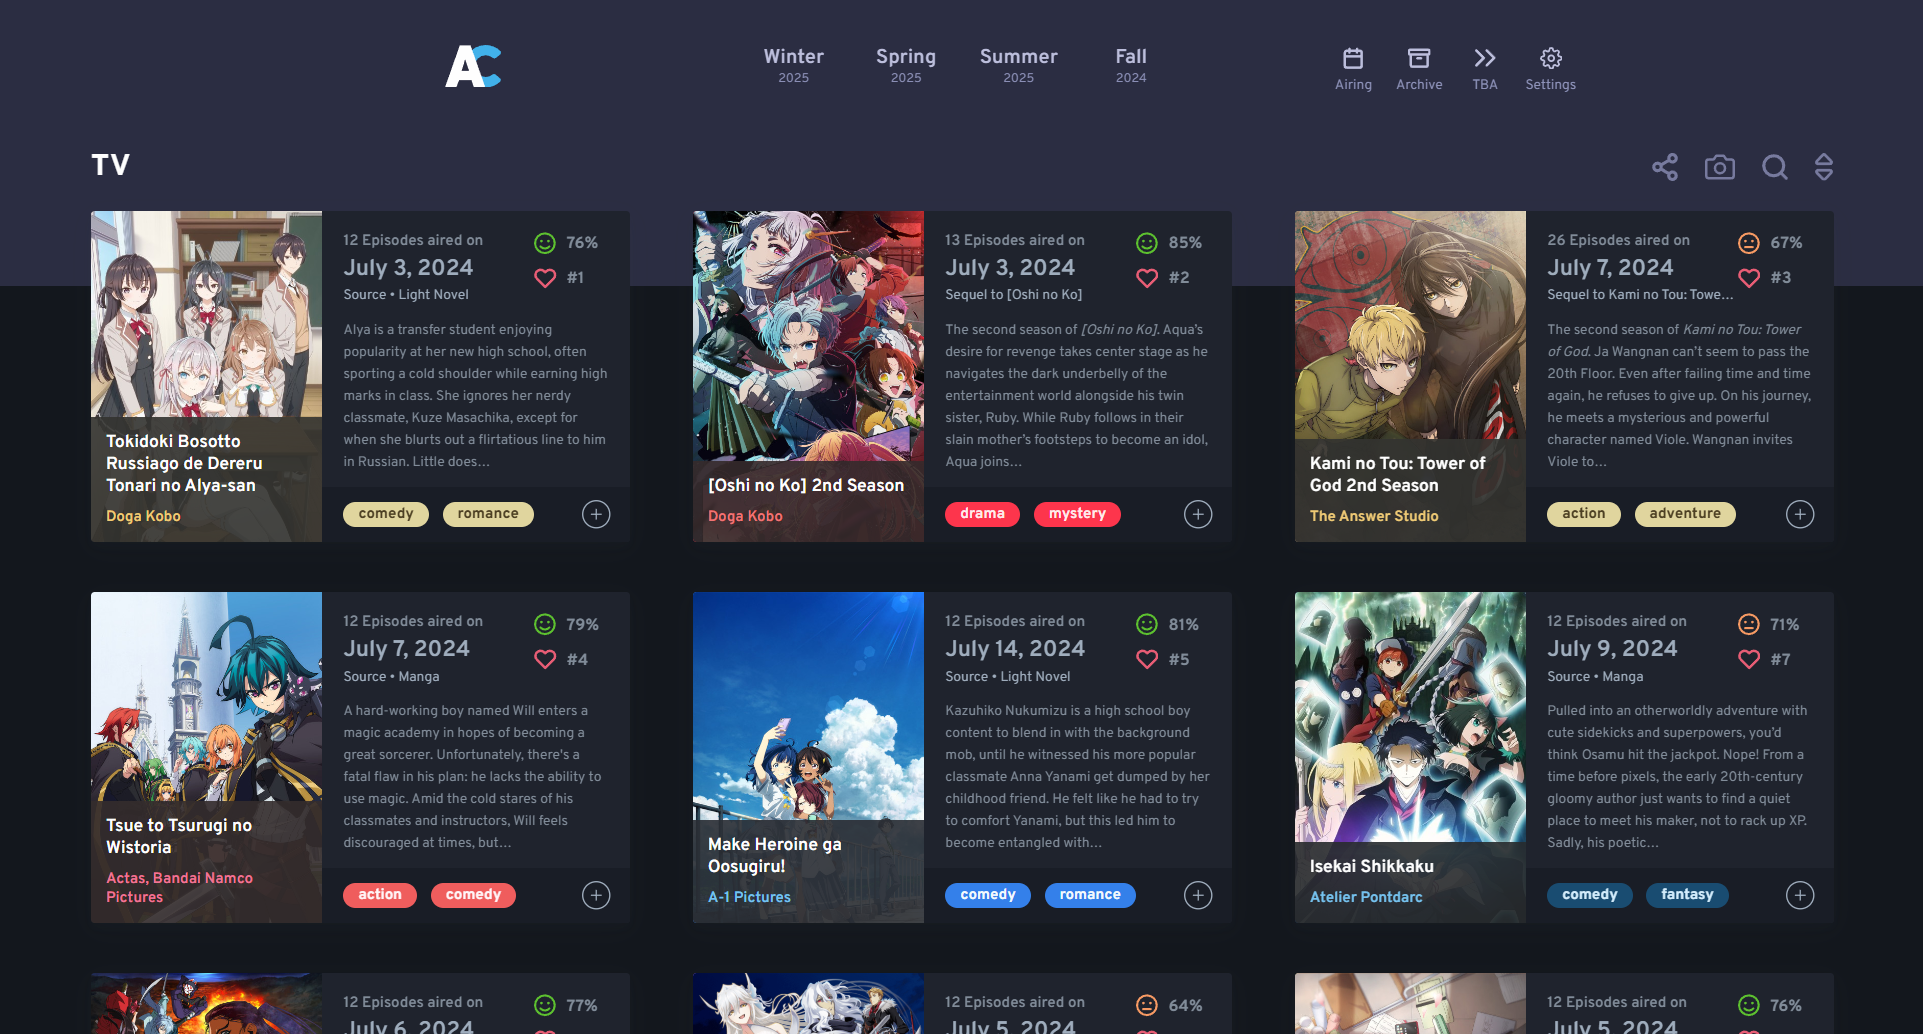 AC
Winter
2025
Spring
2025
Summer
2025
Fall
2024
Airing
Archive
TBA
Settings
TV
12 Episodes aired on
July 3, 2024
Source • Light Novel
76%
#1
Alya is a transfer student enjoying
popularity at her new high school, often
sporting a cold shoulder while earning high
marks in class. She ignores her nerdy
classmate, Kuze Masachika, except for
when she blurts out a flirtatious line to him
in Russian. Little does...
Tokidoki Bosotto
Russiago de Dereru
Tonari no Alya-san
Doga Kobo
comedy
romance
13 Episodes aired on
July 3, 2024
Sequel to [Oshi no Ko]
85%
#2
The second season of [Oshi no Ko]. Aqua's
desire for revenge takes center stage as he
navigates the dark underbelly of the
entertainment world alongside his twin
sister, Ruby. While Ruby follows in their
slain mother's footsteps to become an idol,
Aqua joins...
[Oshi no Ko] 2nd Season
Doga Kobo
drama
mystery
26 Episodes aired on
July 7, 2024
Sequel to Kami no Tou: Towe...
67%
#3
The second season of Kami no Tou: Tower
of God. Ja Wangnan can't seem to pass the
20th Floor. Even after failing time and time
again, he refuses to give up. On his journey,
he meets a mysterious and powerful
character named Viole. Wangnan invites
Viole to...
Kami no Tou: Tower of
God 2nd Season
The Answer Studio
action
adventure
12 Episodes aired on
July 7, 2024
Source • Manga
79%
#4
A hard-working boy named Will enters a
magic academy in hopes of becoming a
great sorcerer. Unfortunately, there's a
fatal flaw in his plan: he lacks the ability to
use magic. Amid the cold stares of his
classmates and instructors, Will feels
discouraged at times, but...
Tsue to Tsurugi no
Wistoria
Actas, Bandai Namco
Pictures
action
comedy
12 Episodes aired on
July 14, 2024
Source • Light Novel
81%
#5
Kazuhiko Nukumizu is a high school boy
content to blend in with the background
mob, until he witnessed his more popular
classmate Anna Yanami get dumped by her
childhood friend. He felt like he had to try
to comfort Yanami, but this led him to
become entangled with...
Make Heroine ga
Oosugiru!
A-1 Pictures
comedy
romance
12 Episodes aired on
July 9, 2024
Source • Manga
71%
#7
Pulled into an otherworldly adventure with
cute sidekicks and superpowers, you'd
think Osamu hit the jackpot. Nope! From a
time before pixels, the early 20th-century
gloomy author just wants to find a quiet
place to meet his maker, not to rack up XP.
Sadly, his poetic...
Isekai Shikkaku
Atelier Pontdarc
comedy
fantasy
12 Episodes aired on
July 6, 2024
77%
12 Episodes aired on
July 5, 2024
64%
12 Episodes aired on
July 5, 2024
76%